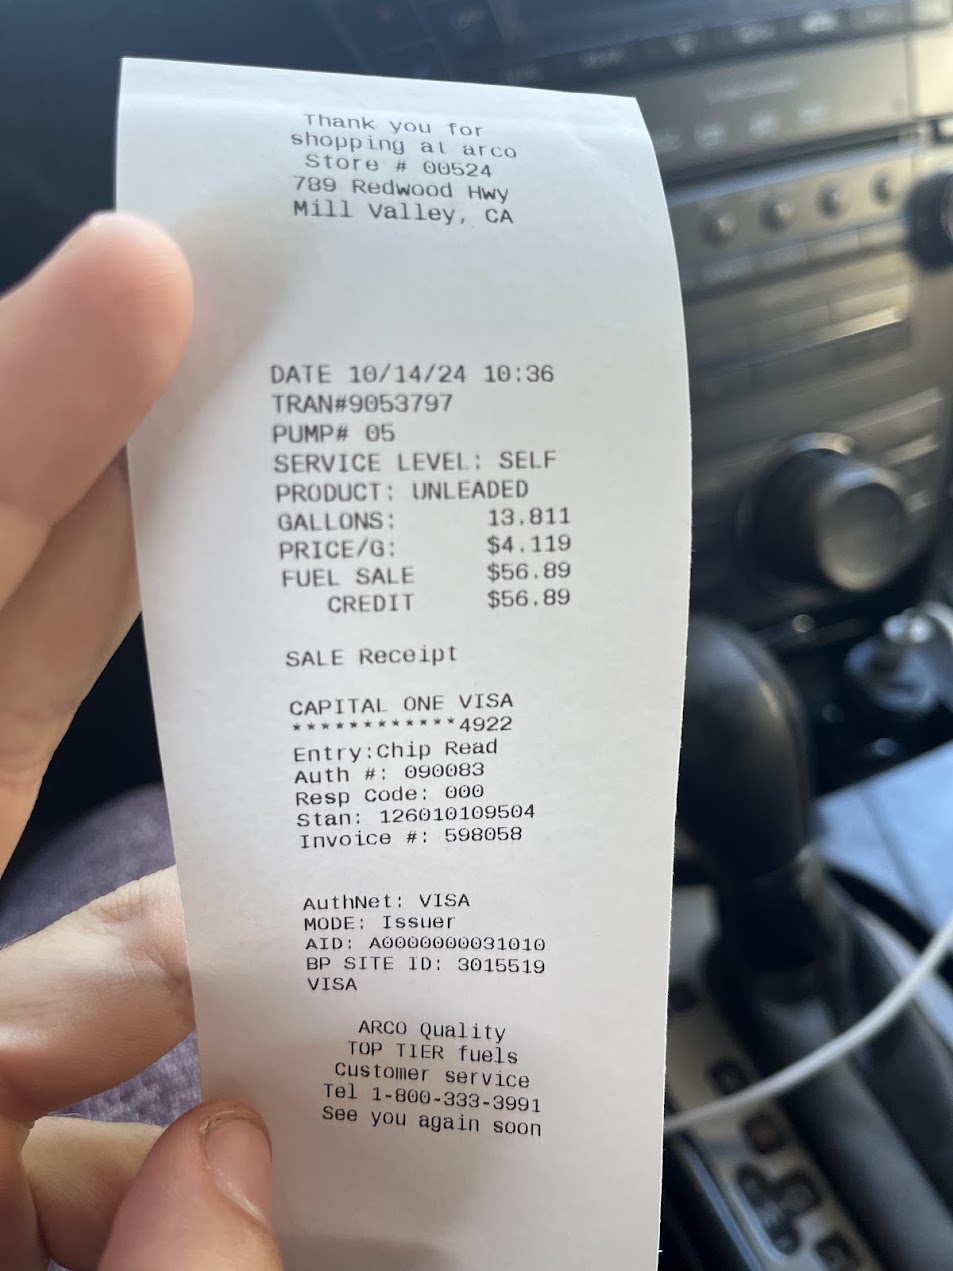 Thank you for
shopping at arco
Store # 00524
789 Redwood Hwy
Mill Valley, CA
DATE 10/14/24 10:36
TRAN#9053797
PUMP# 05
SERVICE LEVEL: SELF
PRODUCT: UNLEADED
GALLONS: 13.811
PRICE/G: $4.119
FUEL SALE $56.89
CREDIT $56.89
SALE Receipt
CAPITAL ONE VISA
************4922
Entry:Chip Read
Auth #: 090083
Resp Code: 000
Stan: 126010109504
Invoice #: 598058
AuthNet: VISA
MODE: Issuer
AID: A0000000031010
BP SITE ID: 3015519
VISA
ARCO Quality
TOP TIER fuels
Customer service
Tel 1-800-333-3991
See you again soon